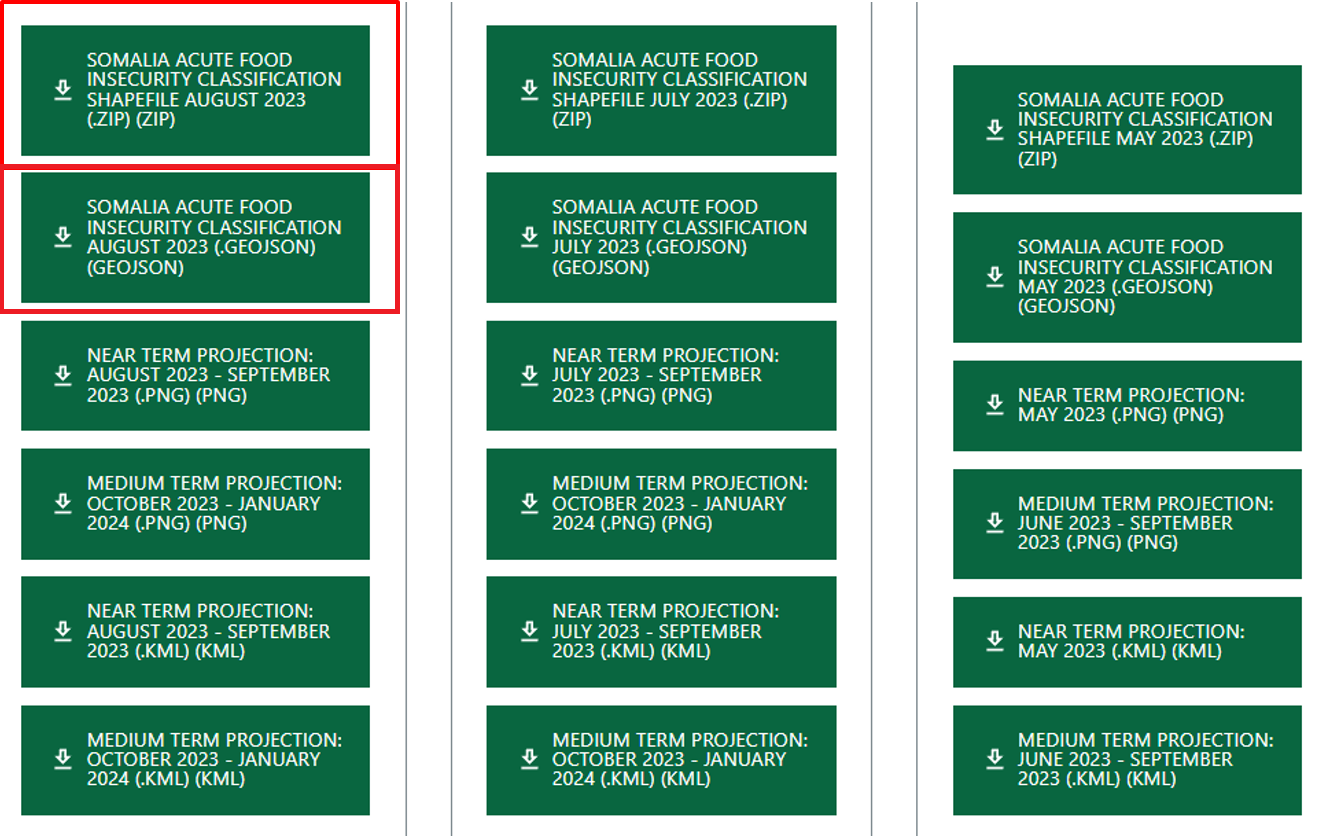 SOMALIA ACUTE FOOD
INSECURITY CLASSIFICATION
SHAPEFILE AUGUST 2023
(.ZIP) (ZIP)
SOMALIA ACUTE FOOD
INSECURITY CLASSIFICATION
AUGUST 2023 (.GEOJSON)
(GEOJSON)
NEAR TERM PROJECTION:
AUGUST 2023 - SEPTEMBER
2023 (.PNG) (PNG)
MEDIUM TERM PROJECTION:
OCTOBER 2023 - JANUARY
2024 (.PNG) (PNG)
NEAR TERM PROJECTION:
AUGUST 2023 - SEPTEMBER
2023 (.KML) (KML)
MEDIUM TERM PROJECTION:
OCTOBER 2023 - JANUARY
2024 (.KML) (KML)
SOMALIA ACUTE FOOD
INSECURITY CLASSIFICATION
SHAPEFILE JULY 2023 (.ZIP)
(ZIP)
SOMALIA ACUTE FOOD
INSECURITY CLASSIFICATION
JULY 2023 (.GEOJSON)
(GEOJSON)
NEAR TERM PROJECTION:
JULY 2023 - SEPTEMBER
2023 (.PNG) (PNG)
MEDIUM TERM PROJECTION:
OCTOBER 2023 - JANUARY
2024 (.PNG) (PNG)
NEAR TERM PROJECTION:
JULY 2023 - SEPTEMBER
2023 (.KML) (KML)
MEDIUM TERM PROJECTION:
OCTOBER 2023 - JANUARY
2024 (.KML) (KML)
SOMALIA ACUTE FOOD
INSECURITY CLASSIFICATION
SHAPEFILE MAY 2023 (.ZIP)
(ZIP)
SOMALIA ACUTE FOOD
INSECURITY CLASSIFICATION
MAY 2023 (.GEOJSON)
(GEOJSON)
NEAR TERM PROJECTION:
MAY 2023 (.PNG) (PNG)
MEDIUM TERM PROJECTION:
JUNE 2023 - SEPTEMBER
2023 (.PNG) (PNG)
NEAR TERM PROJECTION:
MAY 2023 (.KML) (KML)
MEDIUM TERM PROJECTION:
JUNE 2023 - SEPTEMBER
2023 (.KML) (KML)